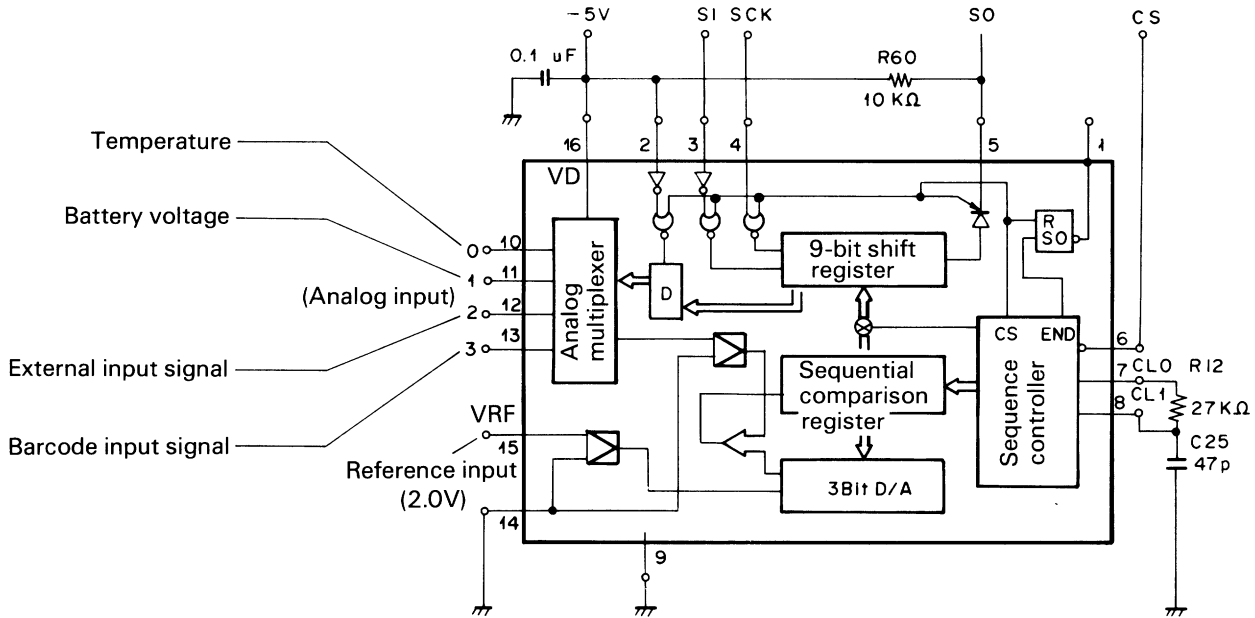 -5V
SI
SCK
SO
CS
0.1 uF
R60
10 KΩ
Temperature
16
2
3
4
5
1
VD
Battery voltage
R
SO
0
10
9-bit shift
register
1
11
(Analog input)
Analog
multiplexer
D
2
12
13
3
CS
END
6
External input signal
Sequential
comparison
register
Sequence
controller
7
CLO
R12
8
CL1
27 KΩ
VRF
15
Barcode input signal
C25
47p
Reference input
(2.0V)
3Bit D/A
14
9